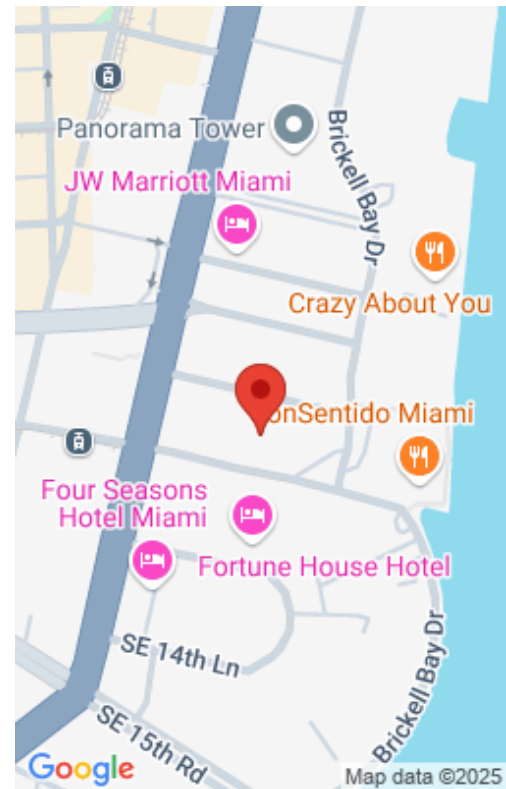 Panorama Tower
Brickell Bay Dr
JW Marriott Miami
Crazy About You
onSentido Miami
Four Seasons
Hotel Miami
Fortune House Hotel
SE 14th Ln
Brickell Bay Dr
SE 15th Rd
Google
Map data ©2025